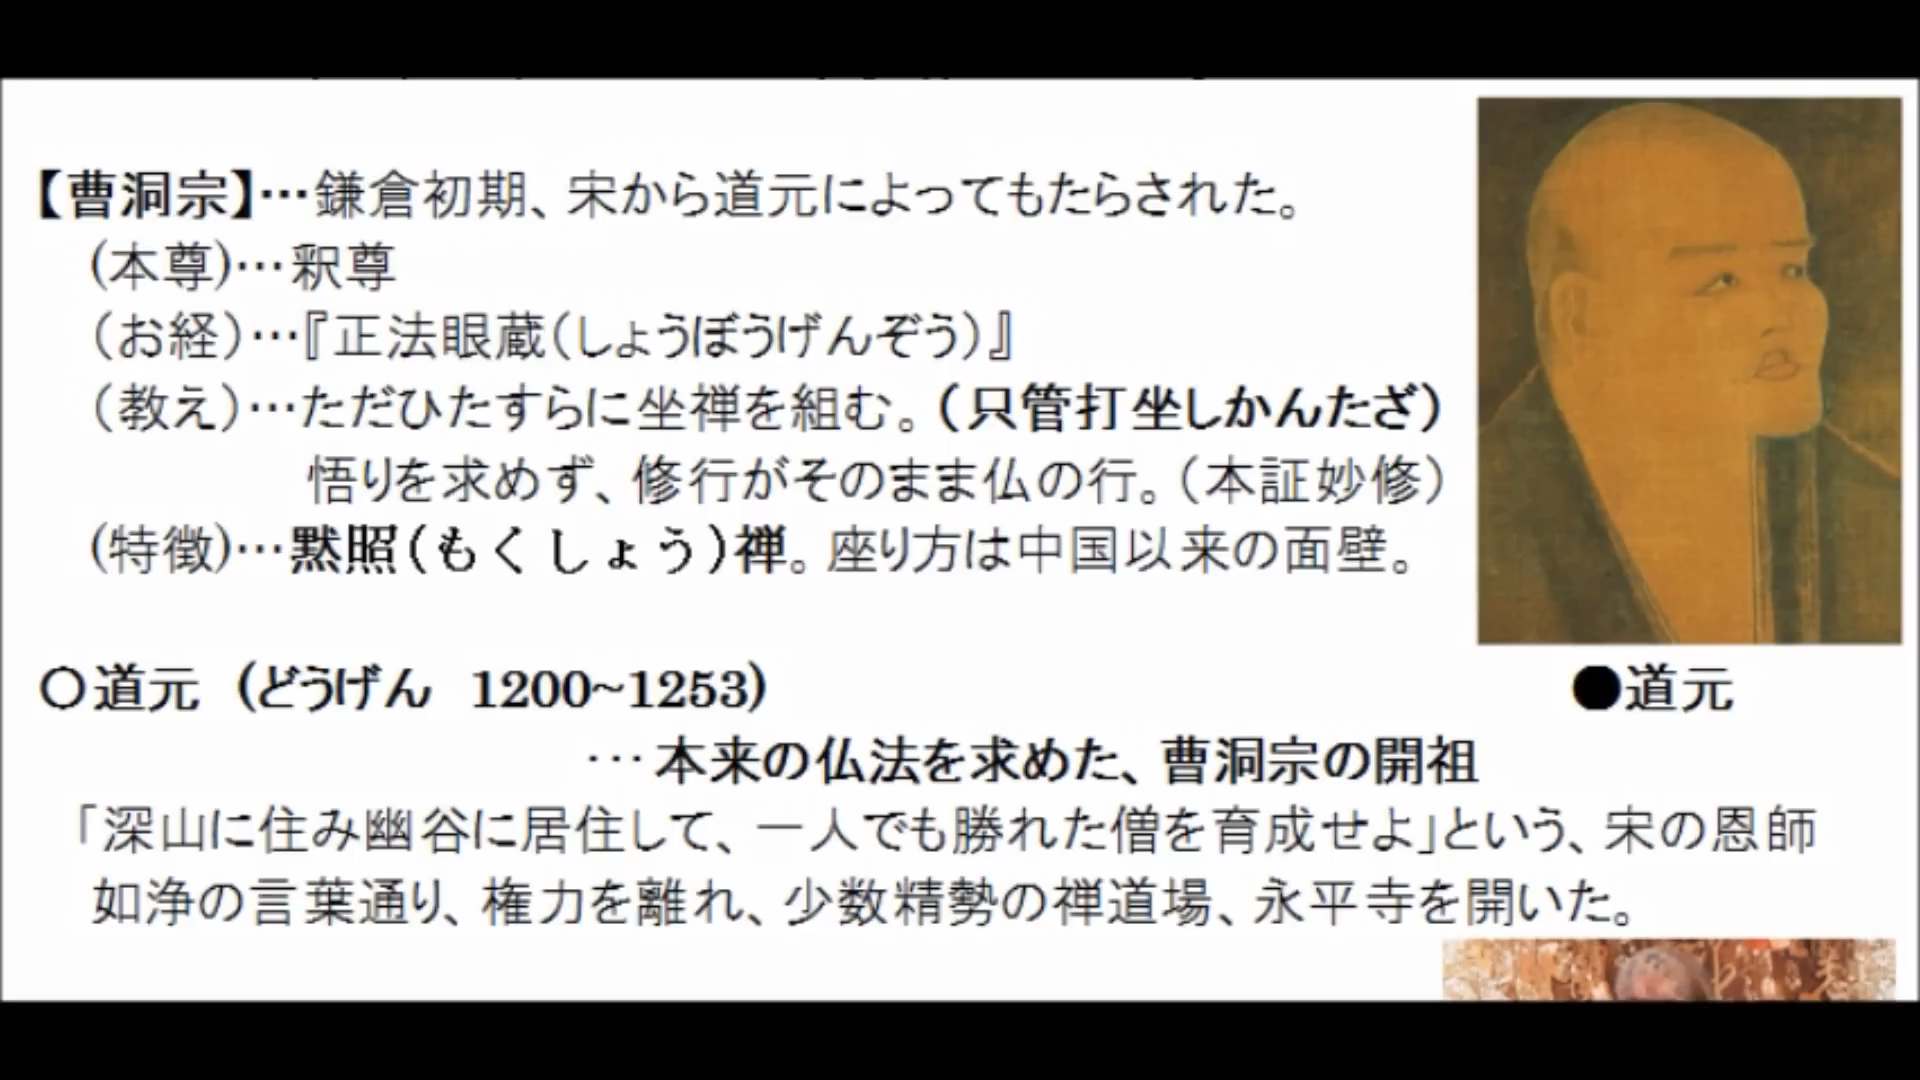 【曹洞宗】…鎌倉初期、宋から道元によってもたらされた。
(本尊)…釈尊
（お経）…『正法眼蔵（しょうぼうげんぞう）』
（教え）…ただひたすらに坐禅を組む。（只管打坐しかんたざ）
悟りを求めず、修行がそのまま仏の行。（本証妙修）
(特徴)…黙照(もくしょう)禅。座り方は中国以来の面壁。
○道元 (どうげん 1200~1253)
●道元
…本来の仏法を求めた、曹洞宗の開祖
「深山に住み幽谷に居住して、一人でも勝れた僧を育成せよ」という、宋の恩師
如浄の言葉通り、権力を離れ、少数精勢の禅道場、永平寺を開いた。